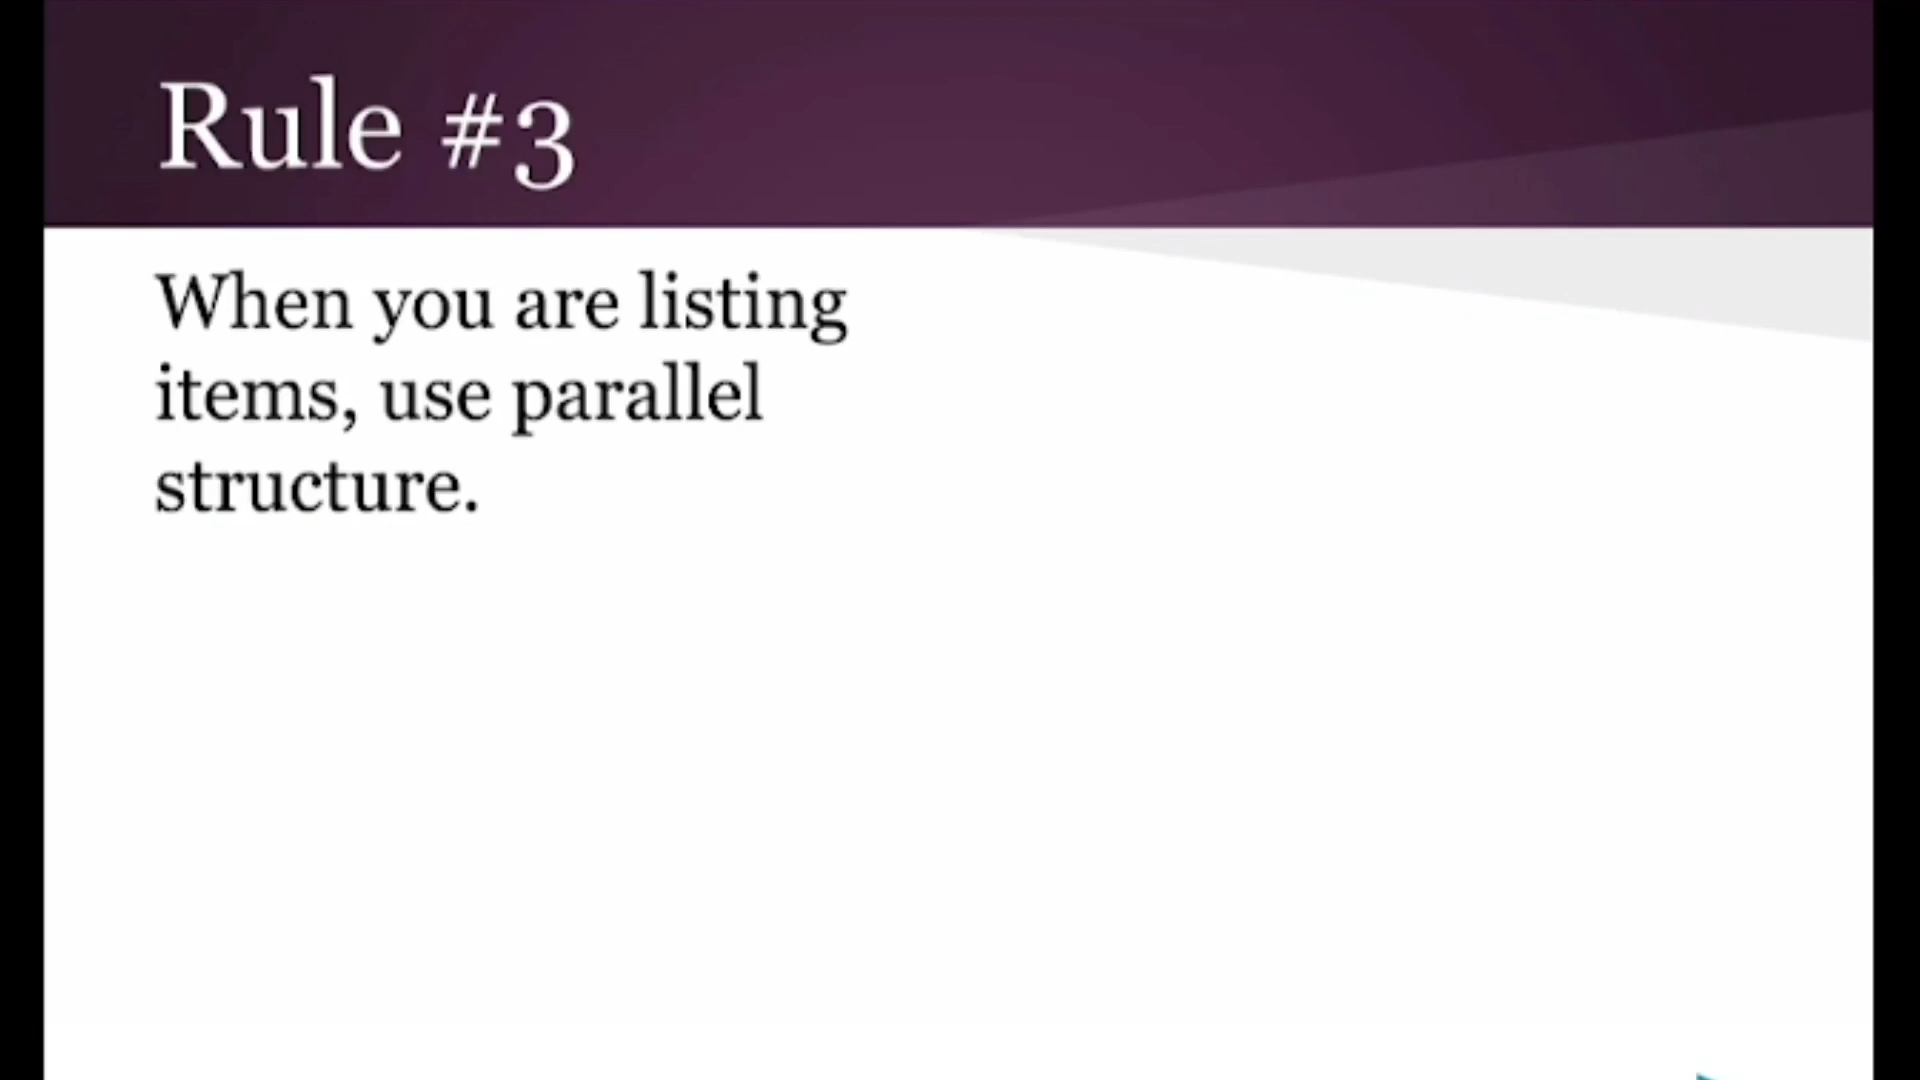 Rule #3
When you are listing
items, use parallel
structure.